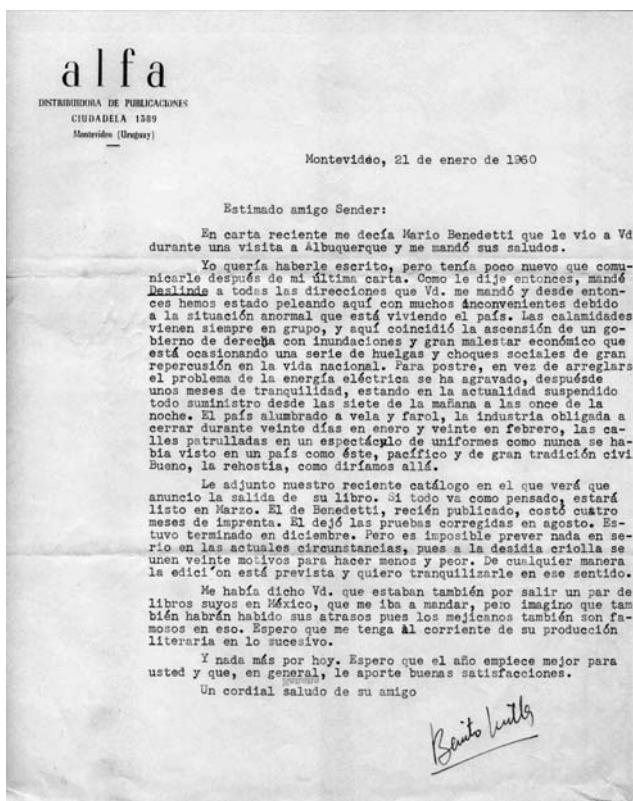 alfa
DISTRIBUIDORA DE PUBLICACIONES
CIUDADELA 1389
Montevideo (Uruguay)
Montevideo, 21 de enero de 1960
Estimado amigo Sender:
En carta reciente me decía Mario Benedetti que le vio a Vd
durante una visita a Albuquerque y me mandó sus saludos.
Yo quería haberle escrito, pero tenía poco nuevo que comu-
nicarle después de mi última carta. Como le dije entonces, mandé
Deslinde a todas las direcciones que Vd. me mandó y desde enton-
ces hemos estado peleando aquí con muchos inconvenientes debido
a la situación anormal que está viviendo el país. Las calamidades
vienen siempre en grupo, y aquí coincidió la ascensión de un go-
bierno de derecha con inundaciones y gran malestar económico que
está ocasionando una serie de huelgas y choques sociales de gran
repercusión en la vida nacional. Para postre, en vez de arreglars
el problema de la energía eléctrica se ha agravado, despuésde
unos meses de tranquilidad, estando en la actualidad suspendido
todo suministro desde las siete de la mañana a las once de la
noche. El país alumbrado a vela y farol, la industria obligada a
cerrar durante veinte días en enero y veinte en febrero, las ca-
lles patrulladas en un espectáculo de uniformes como nunca se ha-
bia visto en un país como éste, pacífico y de gran tradición civi
Bueno, la rehostia, como diríamos allá.
Le adjunto nuestro reciente catálogo en el que verá que
anuncio la salida de su libro. Si todo va como pensado, estará
listo en Marzo. El de Benedetti, recién publicado, costó cuatro
meses de imprenta. El dejó las pruebas corregidas en agosto. Es-
tuvo terminado en diciembre. Pero es imposible prever nada en se-
rio en las actuales circunstancias, pues a la desidia criolla se
unen veinte motivos para hacer menos y peor. De cualquier manera
la edici'on está prevista y quiero tranquilizarle en ese sentido.
Me había dicho Vd. que estaban también por salir un par de
libros suyos en México, que me iba a mandar, pero imagino que tam
bién habrán habido sus atrasos pues los mejicanos también son fa-
mosos en eso. Espero que me tenga al corriente de su producción
literaria en lo sucesivo.
Y nada más por hoy. Espero que el año empiece mejor para
usted y que, en general, le aporte buenas satisfacciones.
Un cordial saludo de su amigo
Benito Milla